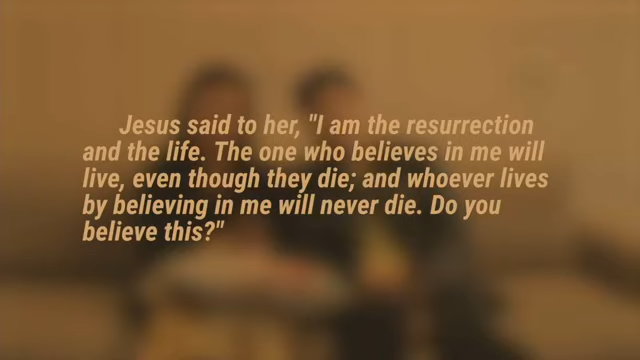 Jesus said to her, "I am the resurrection
and the life. The one who believes in me will
live, even though they die; and whoever lives
by believing in me will never die. Do you
believe this?"